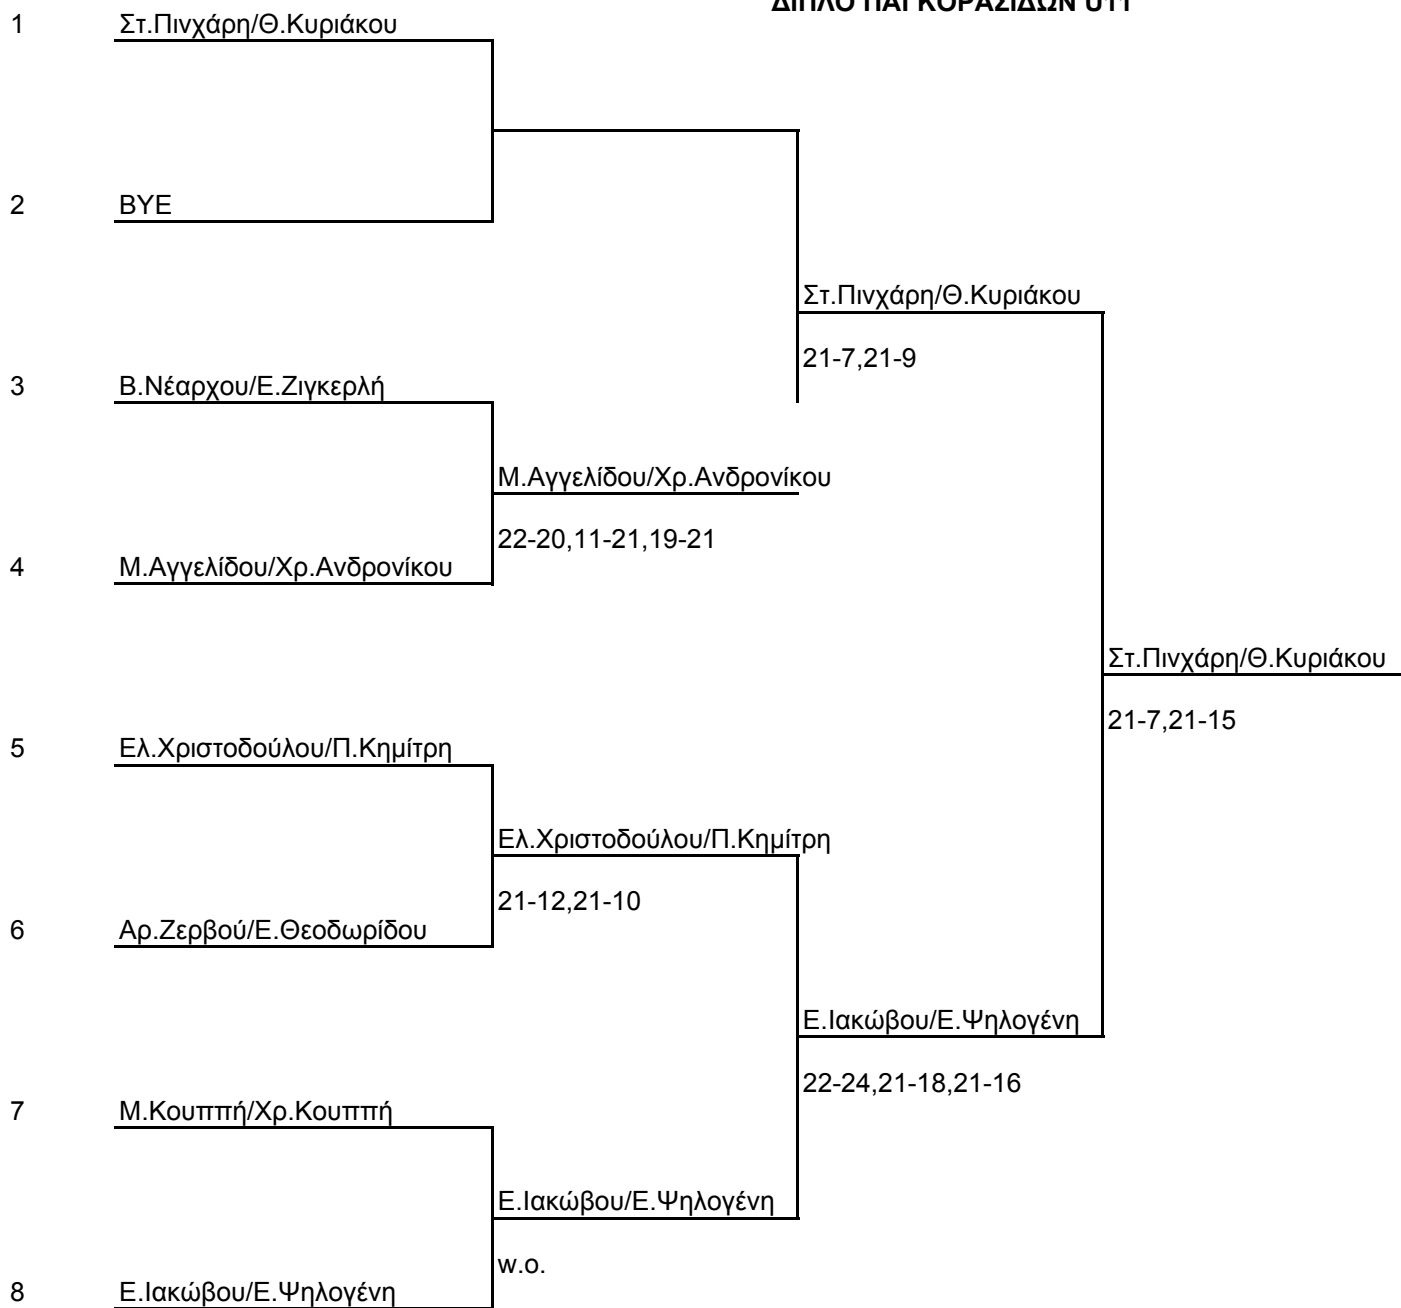 ΔΙΠΛΟ ΠΑΓΚΟΡΑΣΙΔΩΝ U11
1 Στ.Πινχάρη/Θ.Κυριάκου
2 BYE
Στ.Πινχάρη/Θ.Κυριάκου
21-7,21-9
3 Β.Νέαρχου/Ε.Ζιγκερλή
Μ.Αγγελίδου/Χρ.Ανδρονίκου
22-20,11-21,19-21
4 Μ.Αγγελίδου/Χρ.Ανδρονίκου
Στ.Πινχάρη/Θ.Κυριάκου
21-7,21-15
5 Ελ.Χριστοδούλου/Π.Κημίτρη
Ελ.Χριστοδούλου/Π.Κημίτρη
21-12,21-10
6 Αρ.Ζερβού/Ε.Θεοδωρίδου
Ε.Ιακώβου/Ε.Ψηλογένη
22-24,21-18,21-16
7 Μ.Κουππή/Χρ.Κουππή
Ε.Ιακώβου/Ε.Ψηλογένη
w.o.
8 Ε.Ιακώβου/Ε.Ψηλογένη